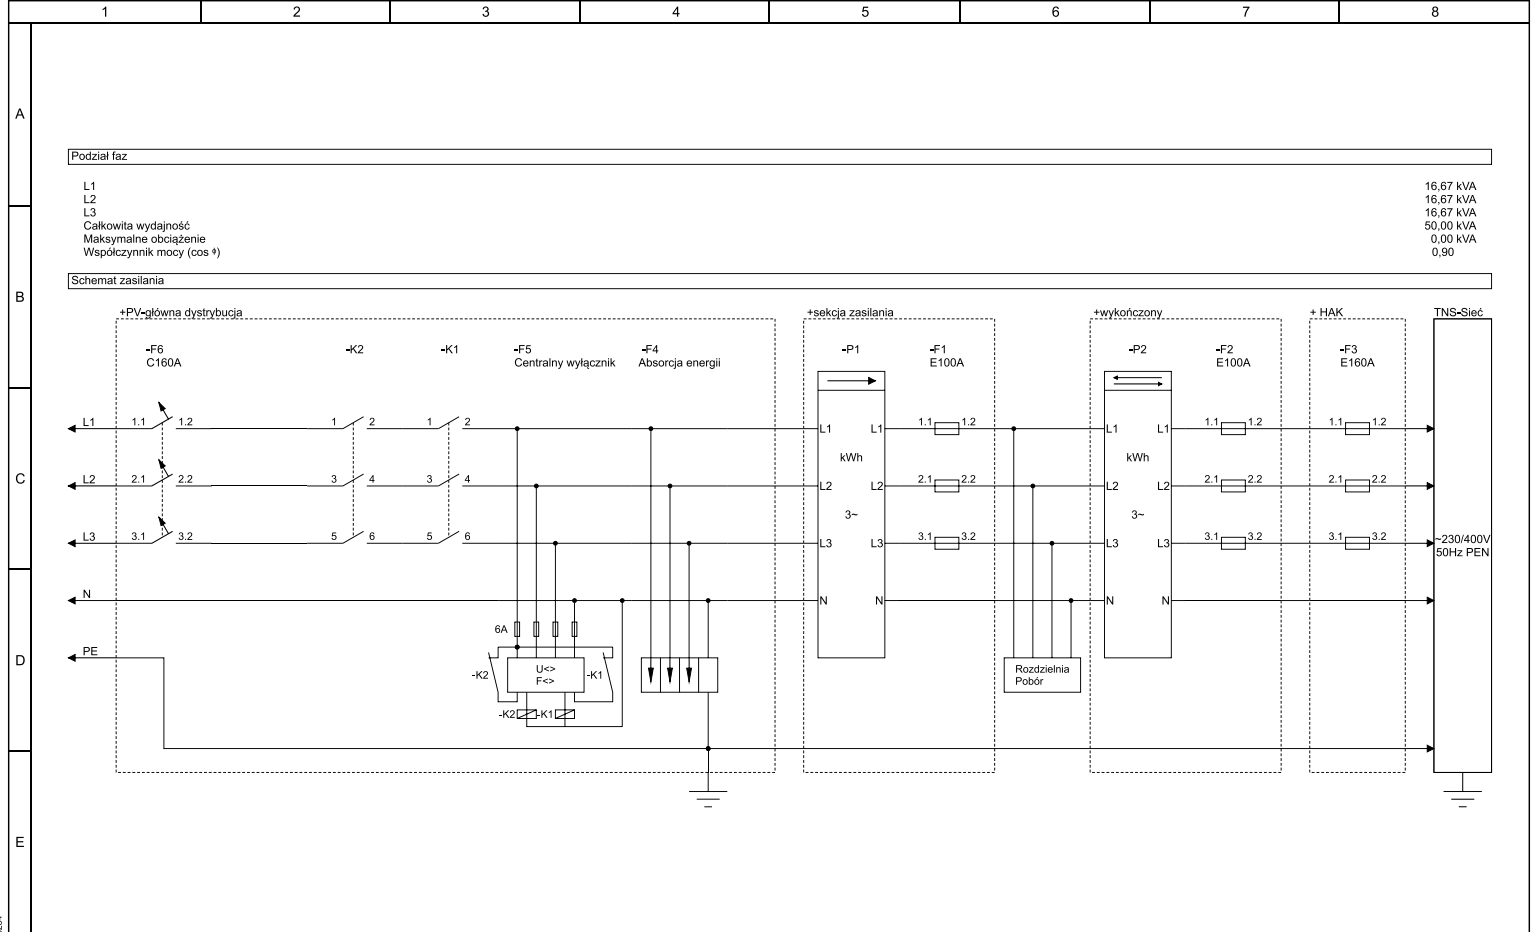 1 2 3 4 5 6 7 8
A
Podział faz
L1 16,67 kVA
L2 16,67 kVA
L3 16,67 kVA
Całkowita wydajność 50,00 kVA
Maksymalne obciążenie 0,00 kVA
Współczynnik mocy (cos φ) 0,90
Schemat zasilania
B
+PV-główna dystrybucja +sekcja zasilania +wykończony + HAK TNS-Sieć
-F6 -K2 -K1 -F5 -F4 -P1 -F1 -P2 -F2 -F3
C160A Centralny wyłącznik Absorcja energii E100A E100A E160A
L1 1.1 1.2 1 2 1 2 L1 L1 1.1 1.2 L1 L1 1.1 1.2 1.1 1.2
kWh kWh
C
L2 2.1 2.2 3 4 3 4 L2 L2 2.1 2.2 L2 L2 2.1 2.2 2.1 2.2
3~ 3~
L3 3.1 3.2 5 6 5 6 L3 L3 3.1 3.2 L3 L3 3.1 3.2 3.1 3.2 ~230/400V
50Hz PEN
N N N N N
6A
D
PE
-K2 U<> -K1 Rozdzielnia
F<> Pobór
-K2 -K1
E